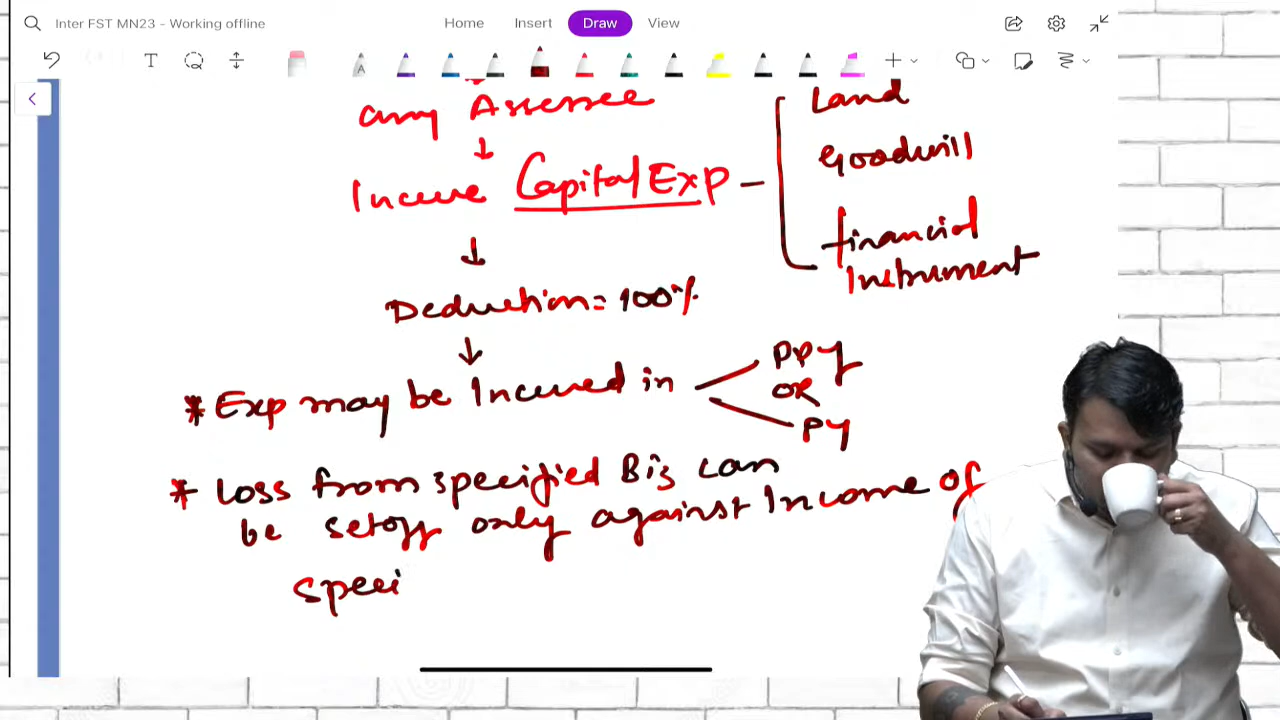 Inter FST MN23 - Working offline
Home Insert Draw View
any Assessee
↓
Incure Capital Exp –
Land
Goodwill
financial
Instrument
↓
Deduction = 100%
↓
* Exp may be Incured in
PPY
OR
PY
* Loss from specified Biz can
be setoff only against Income of
speci